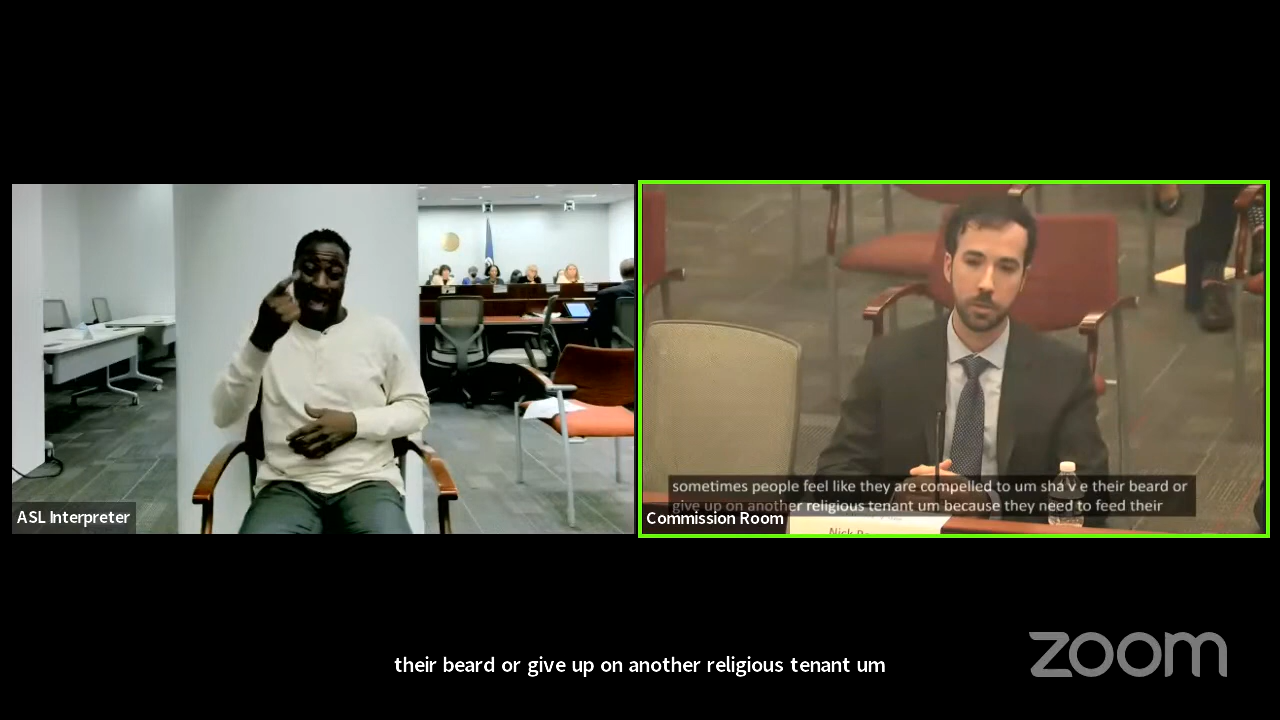 sometimes people feel like they are compelled to um sha v e their beard or
give up on another religious tenant um because they need to feed their
ASL Interpreter
Commission Room
Nick
their beard or give up on another religious tenant um
zoom